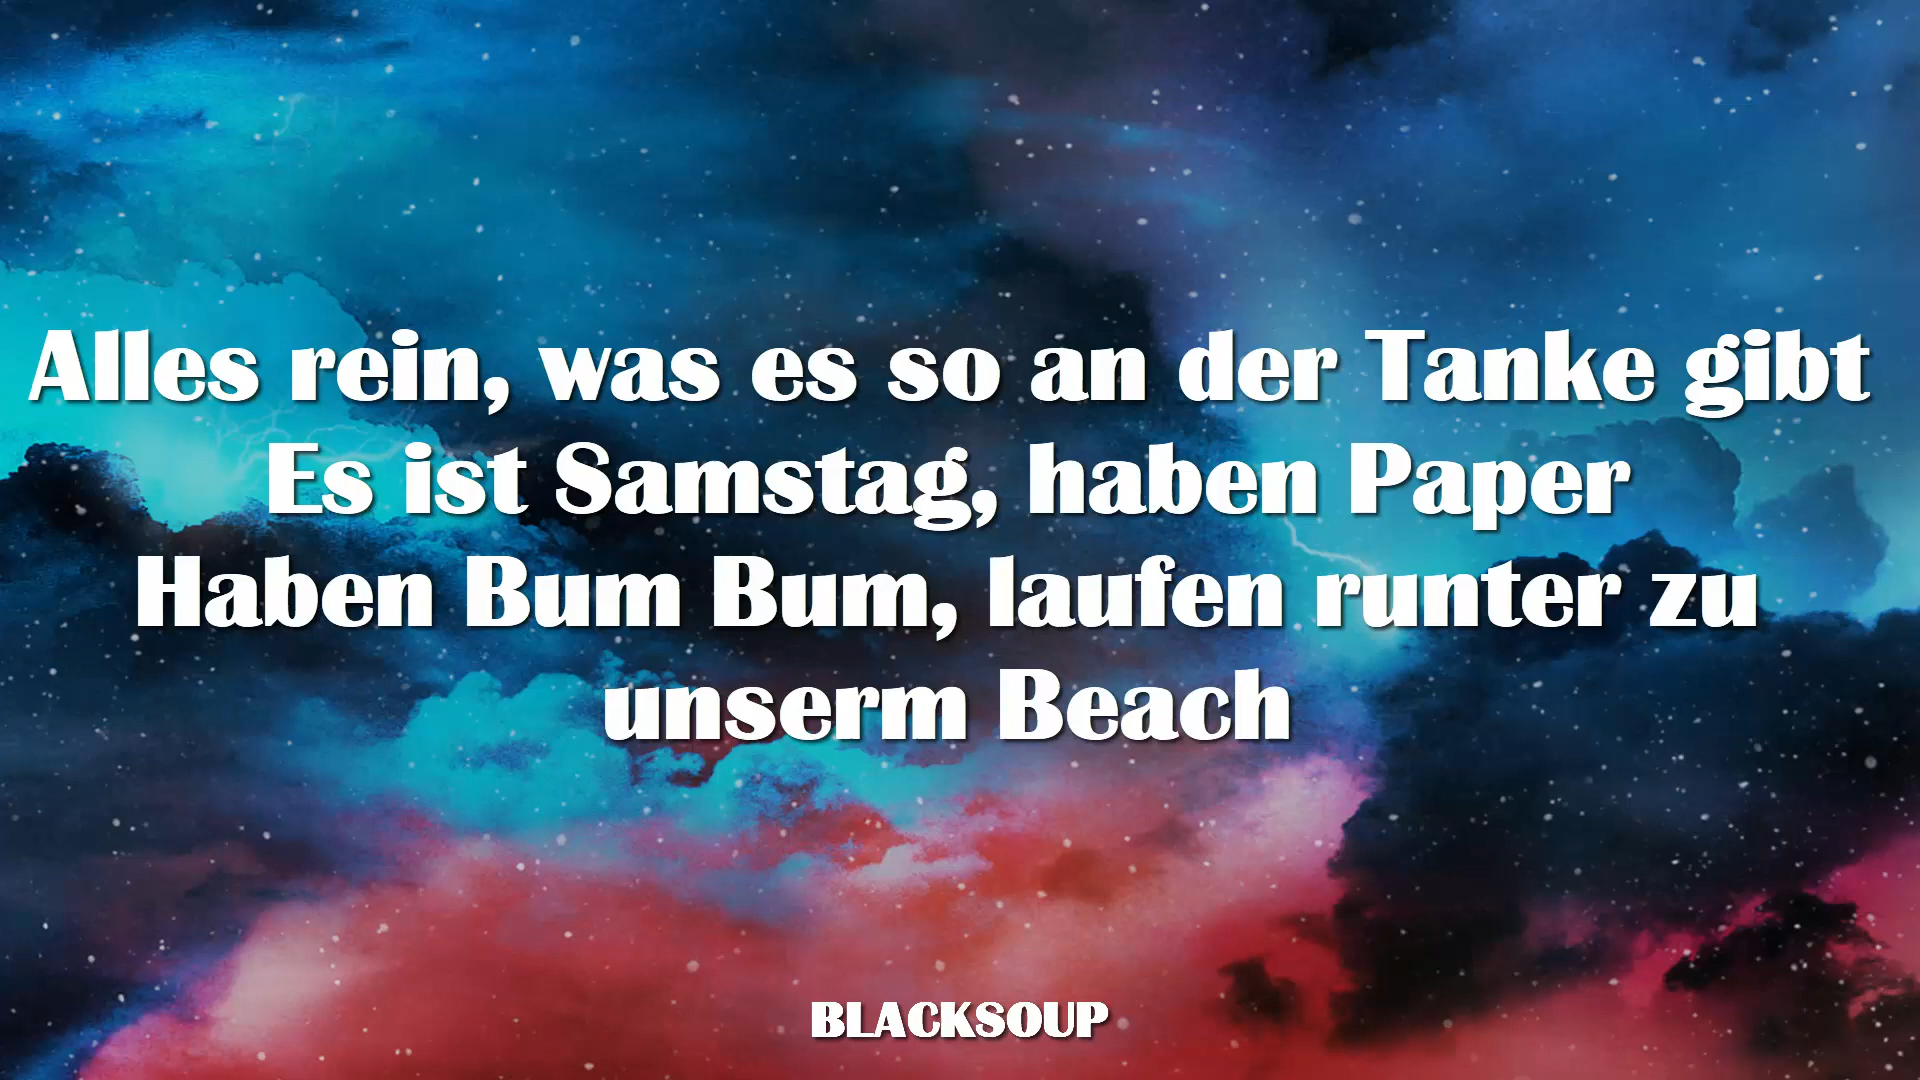 Alles rein, was es so an der Tanke gibt
Es ist Samstag, haben Paper
Haben Bum Bum, laufen runter zu
unserm Beach
BLACKSOUP